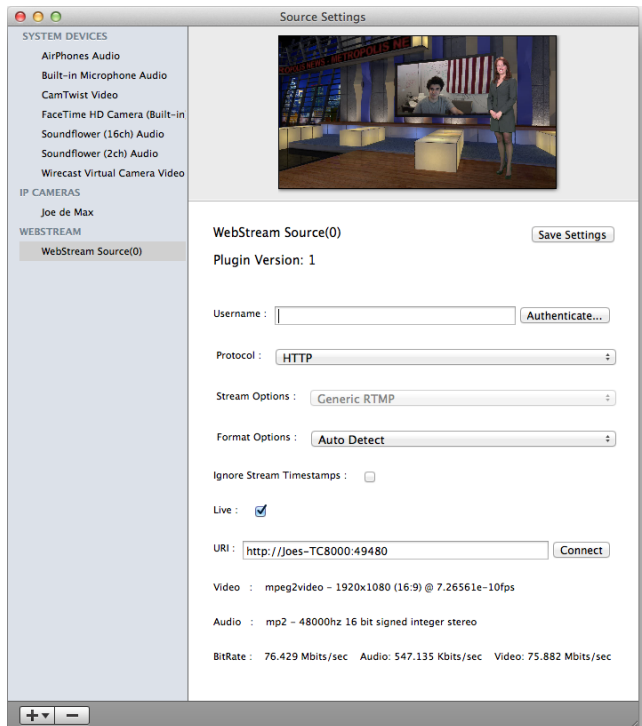 Source Settings
SYSTEM DEVICES
AirPhones Audio
Built-in Microphone Audio
CamTwist Video
FaceTime HD Camera (Built-in
Soundflower (16ch) Audio
Soundflower (2ch) Audio
Wirecast Virtual Camera Video
IP CAMERAS
Joe de Max
WEBSTREAM
WebStream Source(0)
METROPOLIS NE
WebStream Source(0)
Save Settings
Plugin Version: 1
Username :
Authenticate...
Protocol : HTTP
Stream Options : Generic RTMP
Format Options : Auto Detect
Ignore Stream Timestamps :
Live :
URI : http://Joes-TC8000:49480 Connect
Video : mpeg2video - 1920x1080 (16:9) @ 7.26561e-10fps
Audio : mp2 - 48000hz 16 bit signed integer stereo
BitRate : 76.429 Mbits/sec Audio: 547.135 Kbits/sec Video: 75.882 Mbits/sec